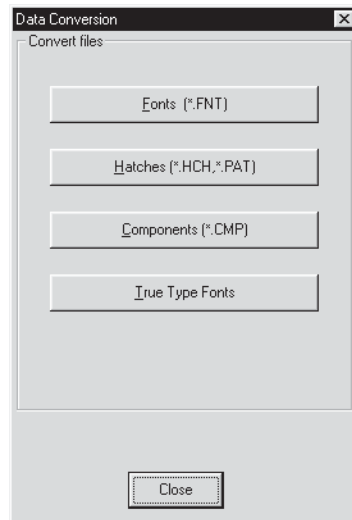 Data Conversion
Convert files
Fonts (*.FNT)
Hatches (*.HCH,*.PAT)
Components (*.CMP)
True Type Fonts
Close